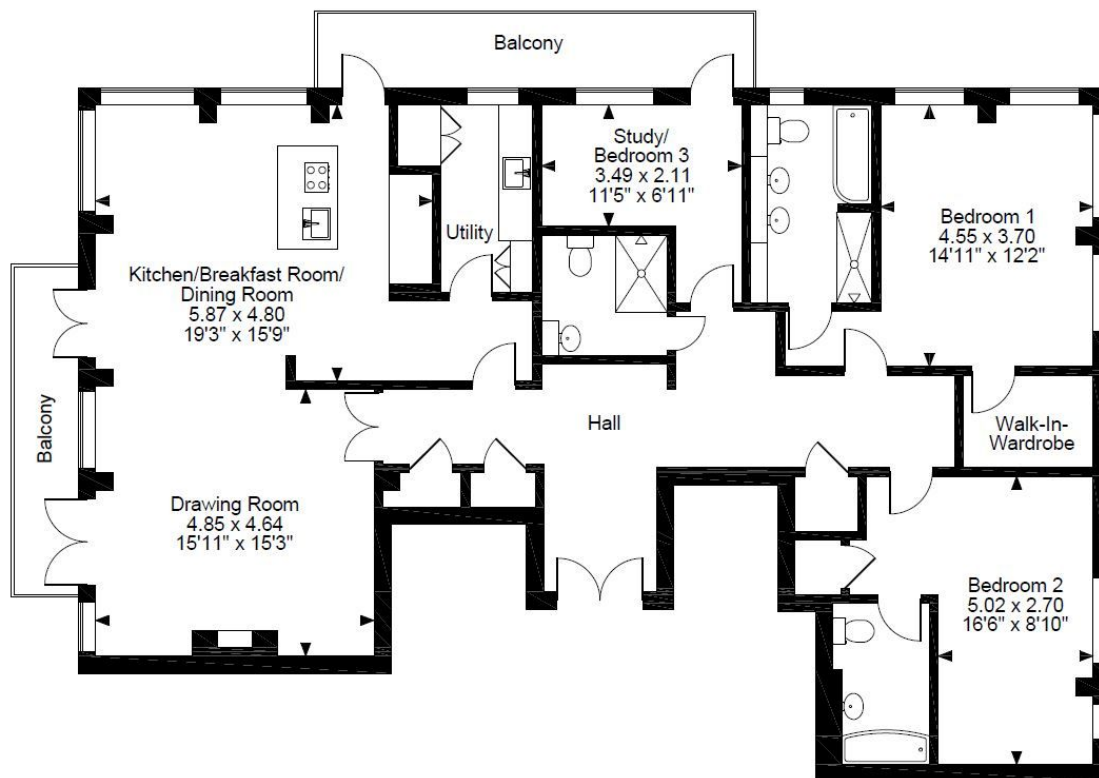 Balcony
Study/
Bedroom 3
3.49 x 2.11
11'5" x 6'11"
Utility
Bedroom 1
4.55 x 3.70
14'11" x 12'2"
Kitchen/Breakfast Room/
Dining Room
5.87 x 4.80
19'3" x 15'9"
Balcony
Hall
Walk-In-
Wardrobe
Drawing Room
4.85 x 4.64
15'11" x 15'3"
Bedroom 2
5.02 x 2.70
16'6" x 8'10"